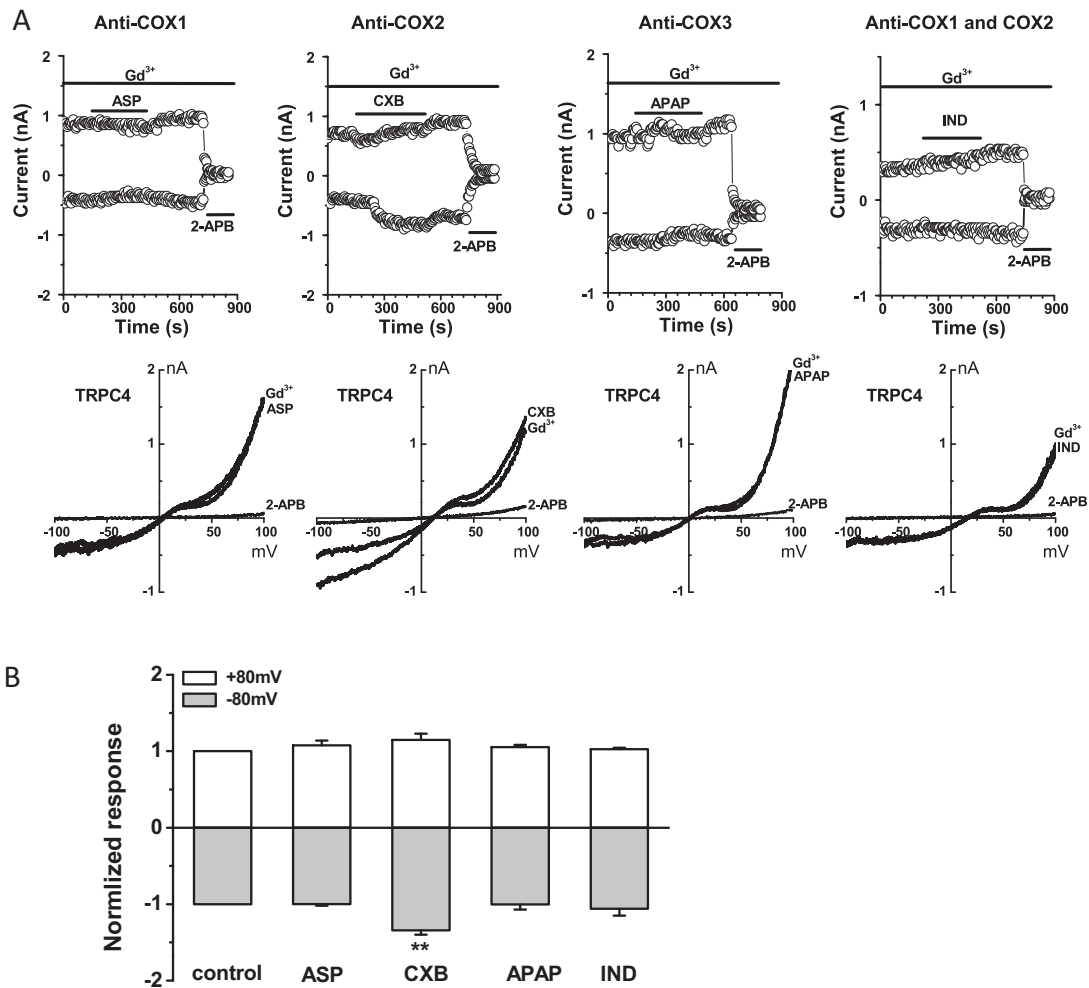 A
Anti-COX1
Anti-COX2
Anti-COX3
Anti-COX1 and COX2
2
1
0
-1
-2
Current (nA)
Gd³⁺
ASP
2-APB
0 300 600 900
Time (s)
2
1
0
-1
-2
Current (nA)
Gd³⁺
CXB
2-APB
0 300 600 900
Time (s)
2
1
0
-1
Current (nA)
Gd³⁺
APAP
2-APB
0 300 600 900
Time (s)
2
1
0
-1
Current (nA)
Gd³⁺
IND
2-APB
0 300 600 900
Time (s)
TRPC4
2 nA
1
-1
Gd³⁺
ASP
2-APB
-100 -50 50 100
mV
TRPC4
2 nA
1
-1
CXB
Gd³⁺
2-APB
-100 -50 50 100
mV
TRPC4
2 nA
1
-1
Gd³⁺
APAP
2-APB
-100 -50 50 100
mV
TRPC4
2 nA
1
-1
Gd³⁺
IND
2-APB
-100 -50 50 100
mV
B
Normlized response
2
1
0
-1
-2
+80mV
-80mV
**
control ASP CXB APAP IND